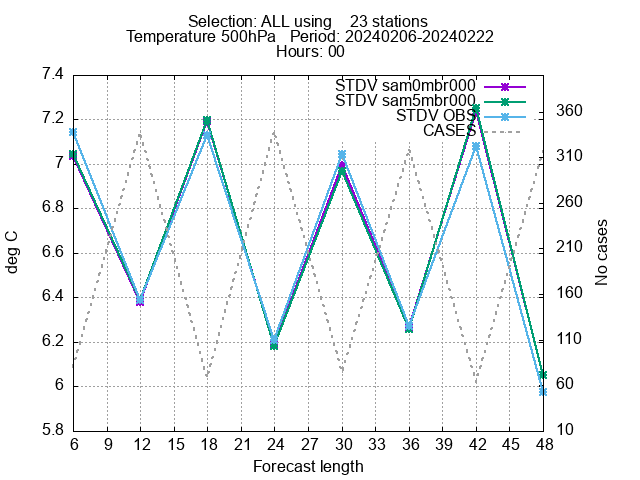 Selection: ALL using    23 stations
Temperature 500hPa   Period: 20240206-20240222
Hours: 00
STDV sam0mbr000
STDV sam5mbr000
STDV OBS
CASES
7.4
7.2
7
6.8
6.6
6.4
6.2
6
5.8
deg C
360
310
260
210
160
110
60
10
No cases
6 9 12 15 18 21 24 27 30 33 36 39 42 45 48
Forecast length